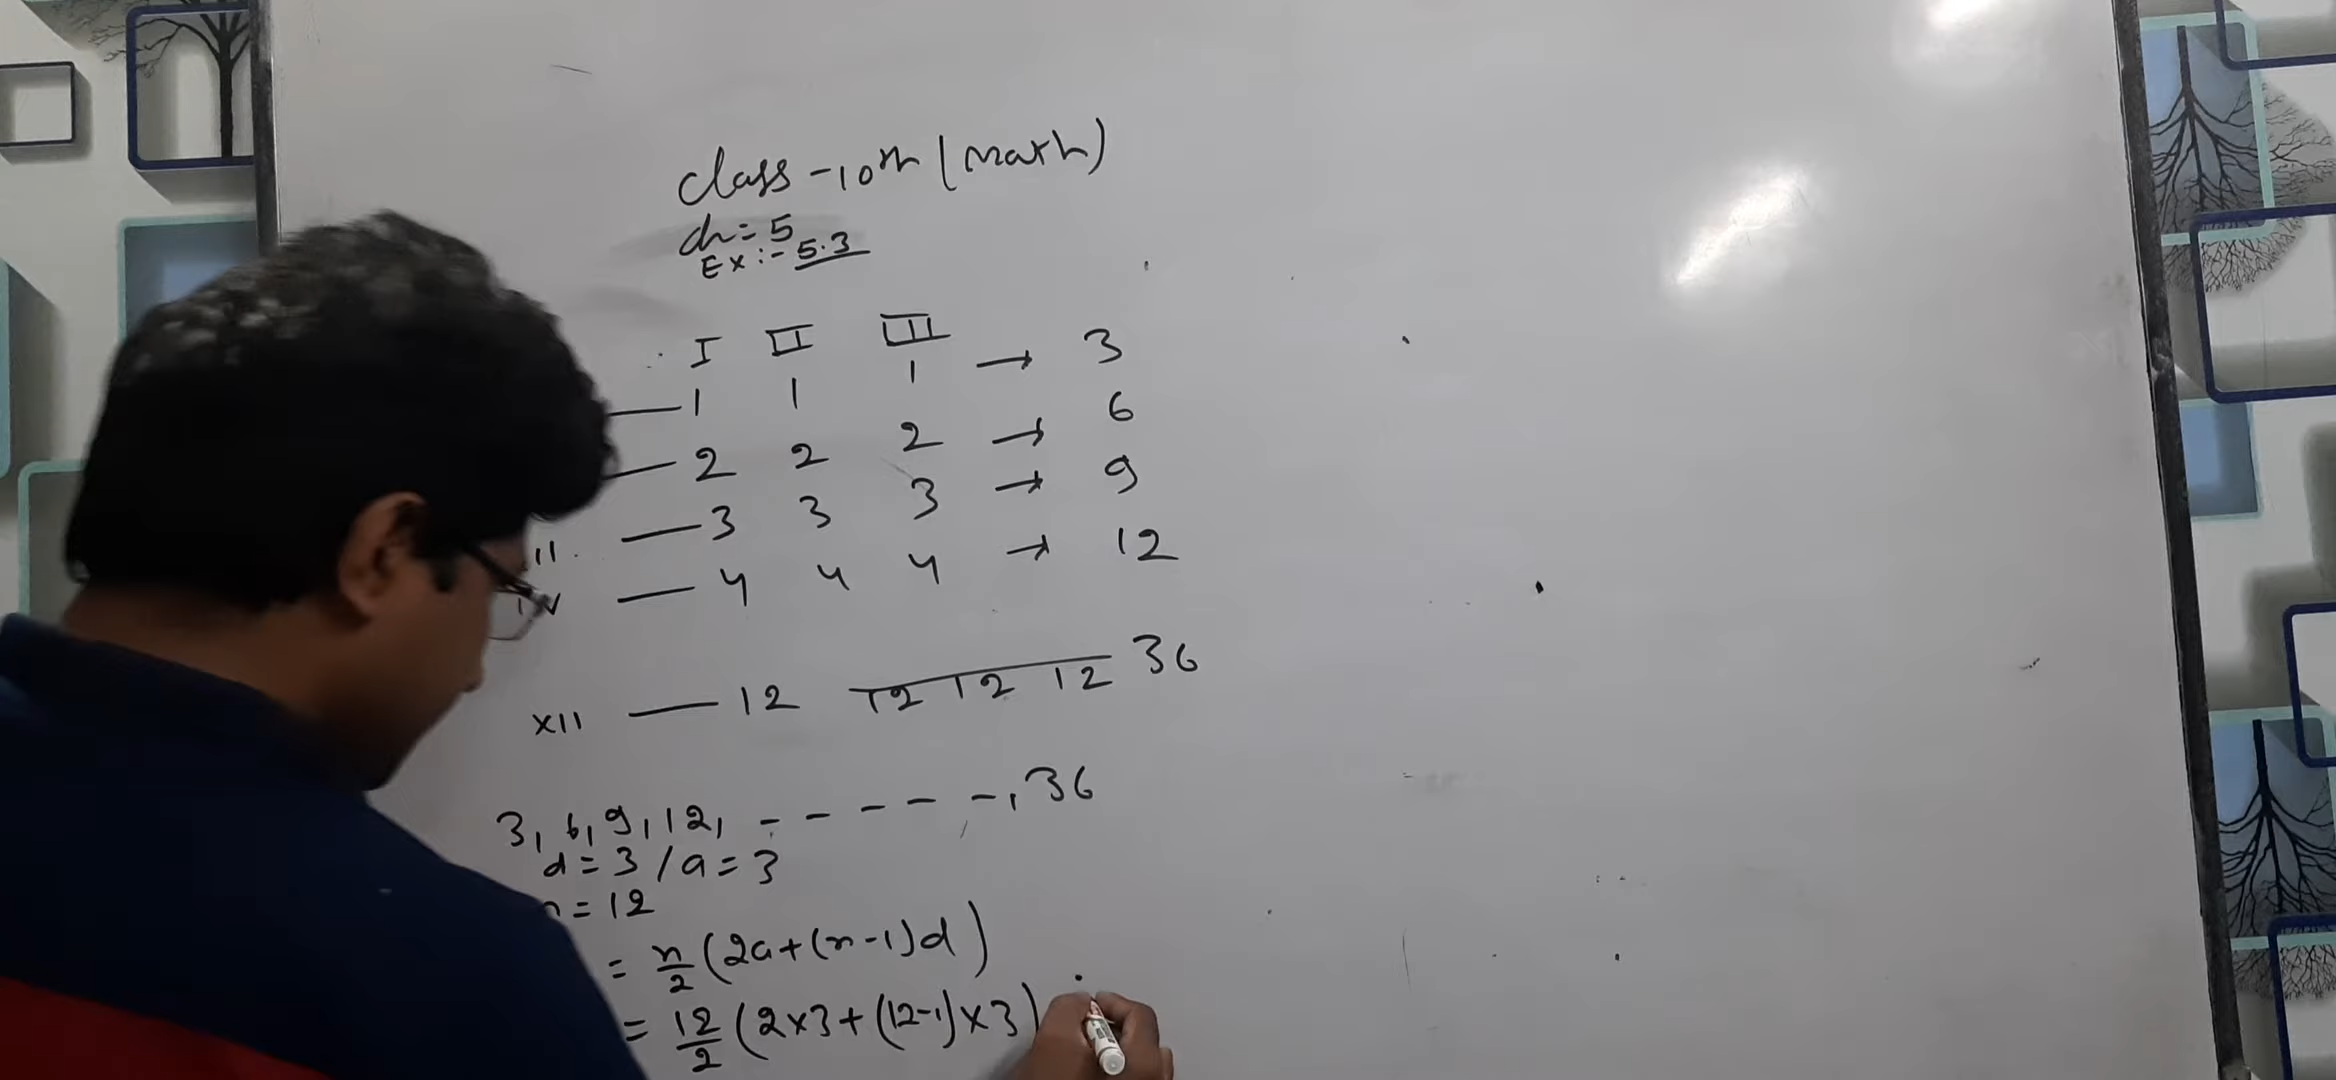 class - 10th (math)
ch = 5
Ex :- 5.3
I II III
1 1 1 → 3
2 2 2 → 6
II — 3 3 3 → 9
IV — 4 4 4 → 12
XII — 12 12 12 12 36
3, 6, 9, 12, - - - - -, 36
d = 3 / a = 3
n = 12
= n/2 (2a + (n - 1)d)
= 12/2 (2×3 + (12-1)×3)